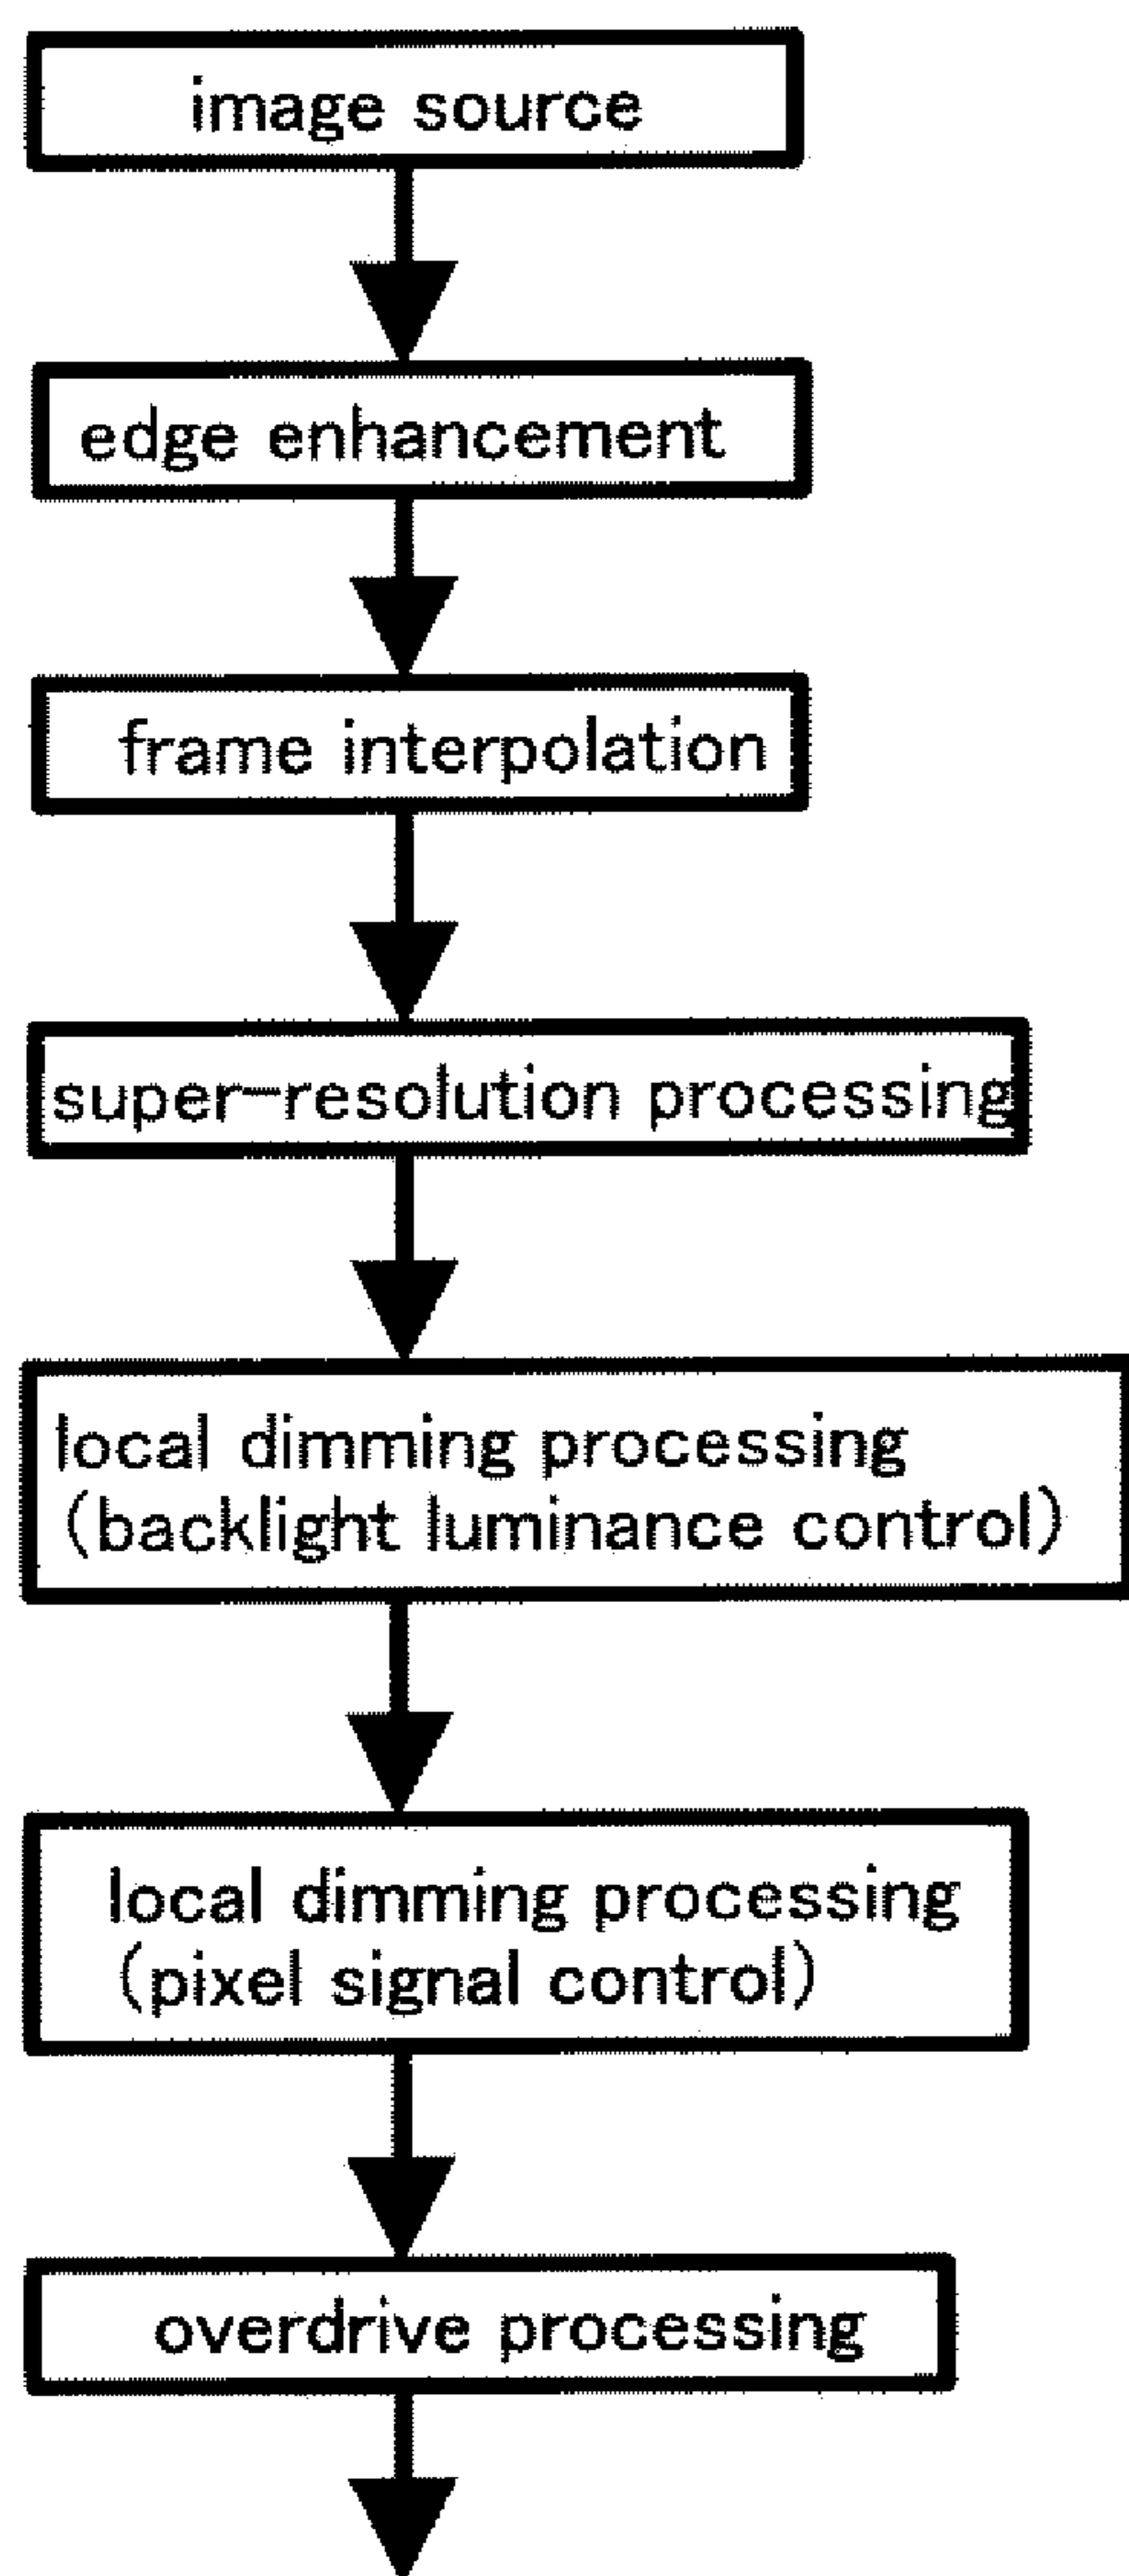 image source
edge enhancement
frame interpolation
super-resolution processing
local dimming processing
(backlight luminance control)
local dimming processing
(pixel signal control)
overdrive processing